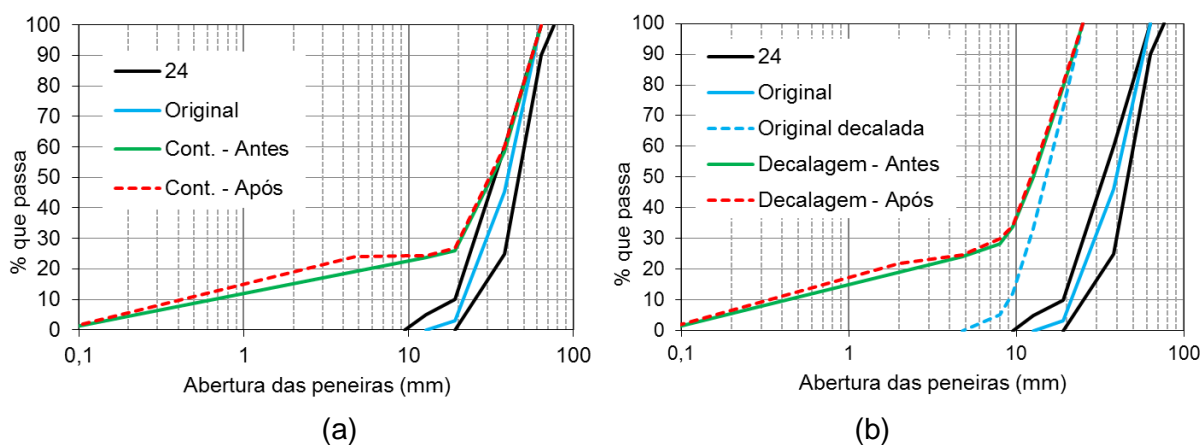 100
90
80
70
60
50
40
30
20
10
0
% que passa
24
Original
Cont. - Antes
Cont. - Após
0,1
1
10
100
Abertura das peneiras (mm)
(a)
100
90
80
70
60
50
40
30
20
10
0
% que passa
24
Original
Original decalada
Decalagem - Antes
Decalagem - Após
0,1
1
10
100
Abertura das peneiras (mm)
(b)